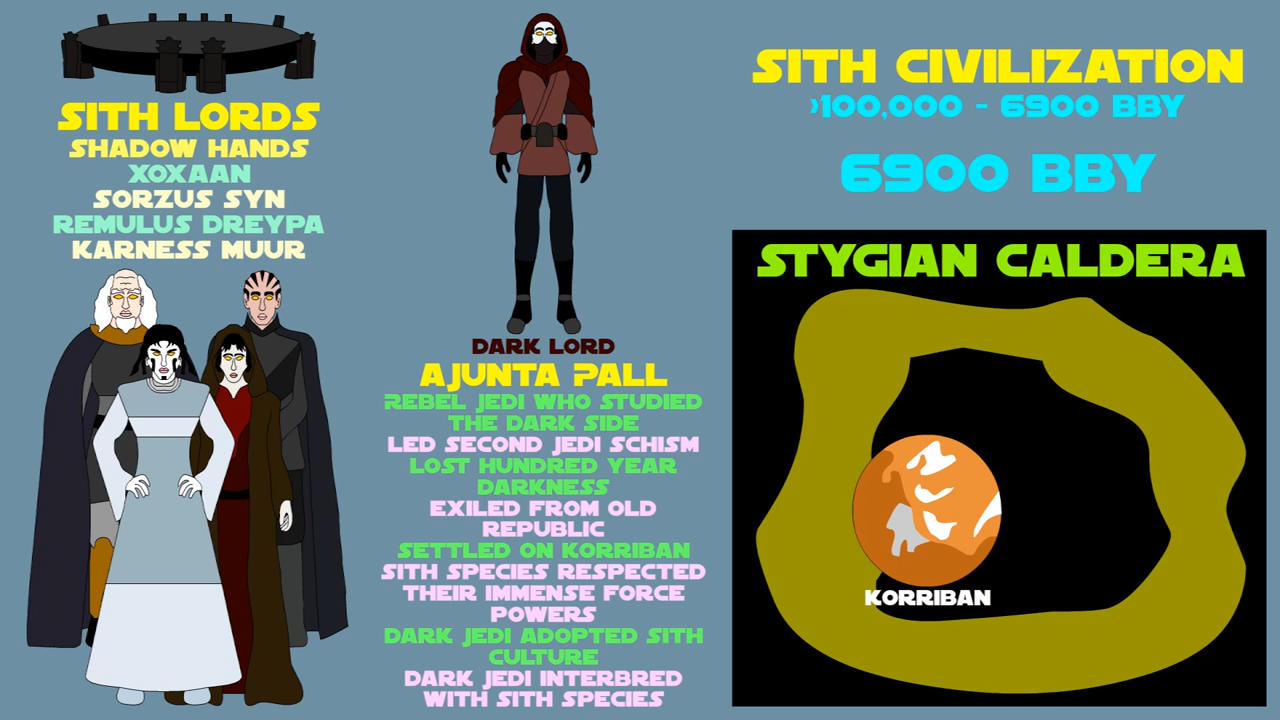 SITH LORDS
SHADOW HANDS
XOXAAN
SORZUS SYN
REMULUS DREYPA
KARNESS MUUR
DARK LORD
AJUNTA PALL
REBEL JEDI WHO STUDIED
THE DARK SIDE
LED SECOND JEDI SCHISM
LOST HUNDRED YEAR
DARKNESS
EXILED FROM OLD
REPUBLIC
SETTLED ON KORRIBAN
SITH SPECIES RESPECTED
THEIR IMMENSE FORCE
POWERS
DARK JEDI ADOPTED SITH
CULTURE
DARK JEDI INTERBRED
WITH SITH SPECIES
SITH CIVILIZATION
>100,000 - 6900 BBY
6900 BBY
STYGIAN CALDERA
KORRIBAN